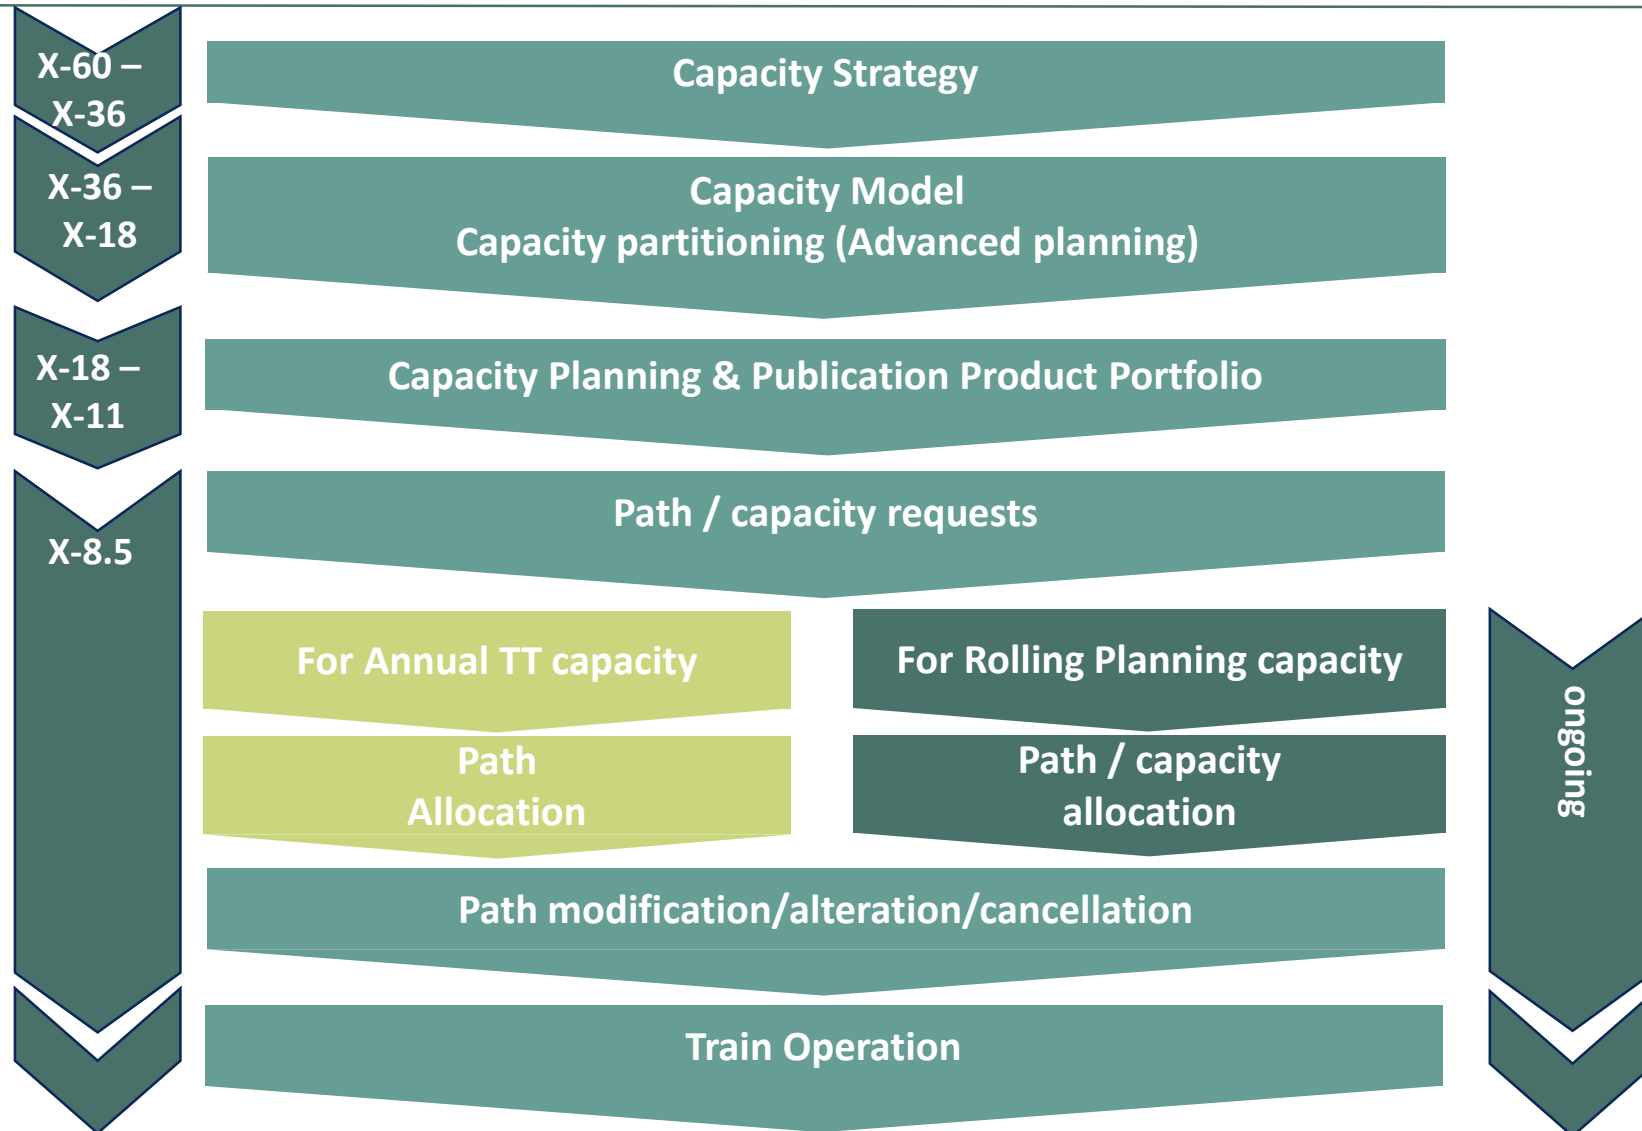 X-60 –
X-36
Capacity Strategy
X-36 –
X-18
Capacity Model
Capacity partitioning (Advanced planning)
X-18 –
X-11
Capacity Planning & Publication Product Portfolio
X-8.5
Path / capacity requests
For Annual TT capacity
For Rolling Planning capacity
ongoing
Path
Allocation
Path / capacity
allocation
Path modification/alteration/cancellation
Train Operation